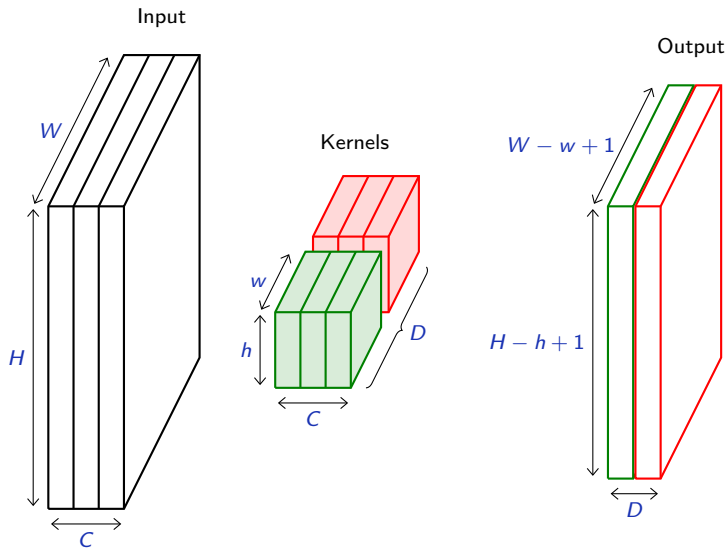 Input
W
H
C
Kernels
w
h
C
D
Output
W − w + 1
H − h + 1
D